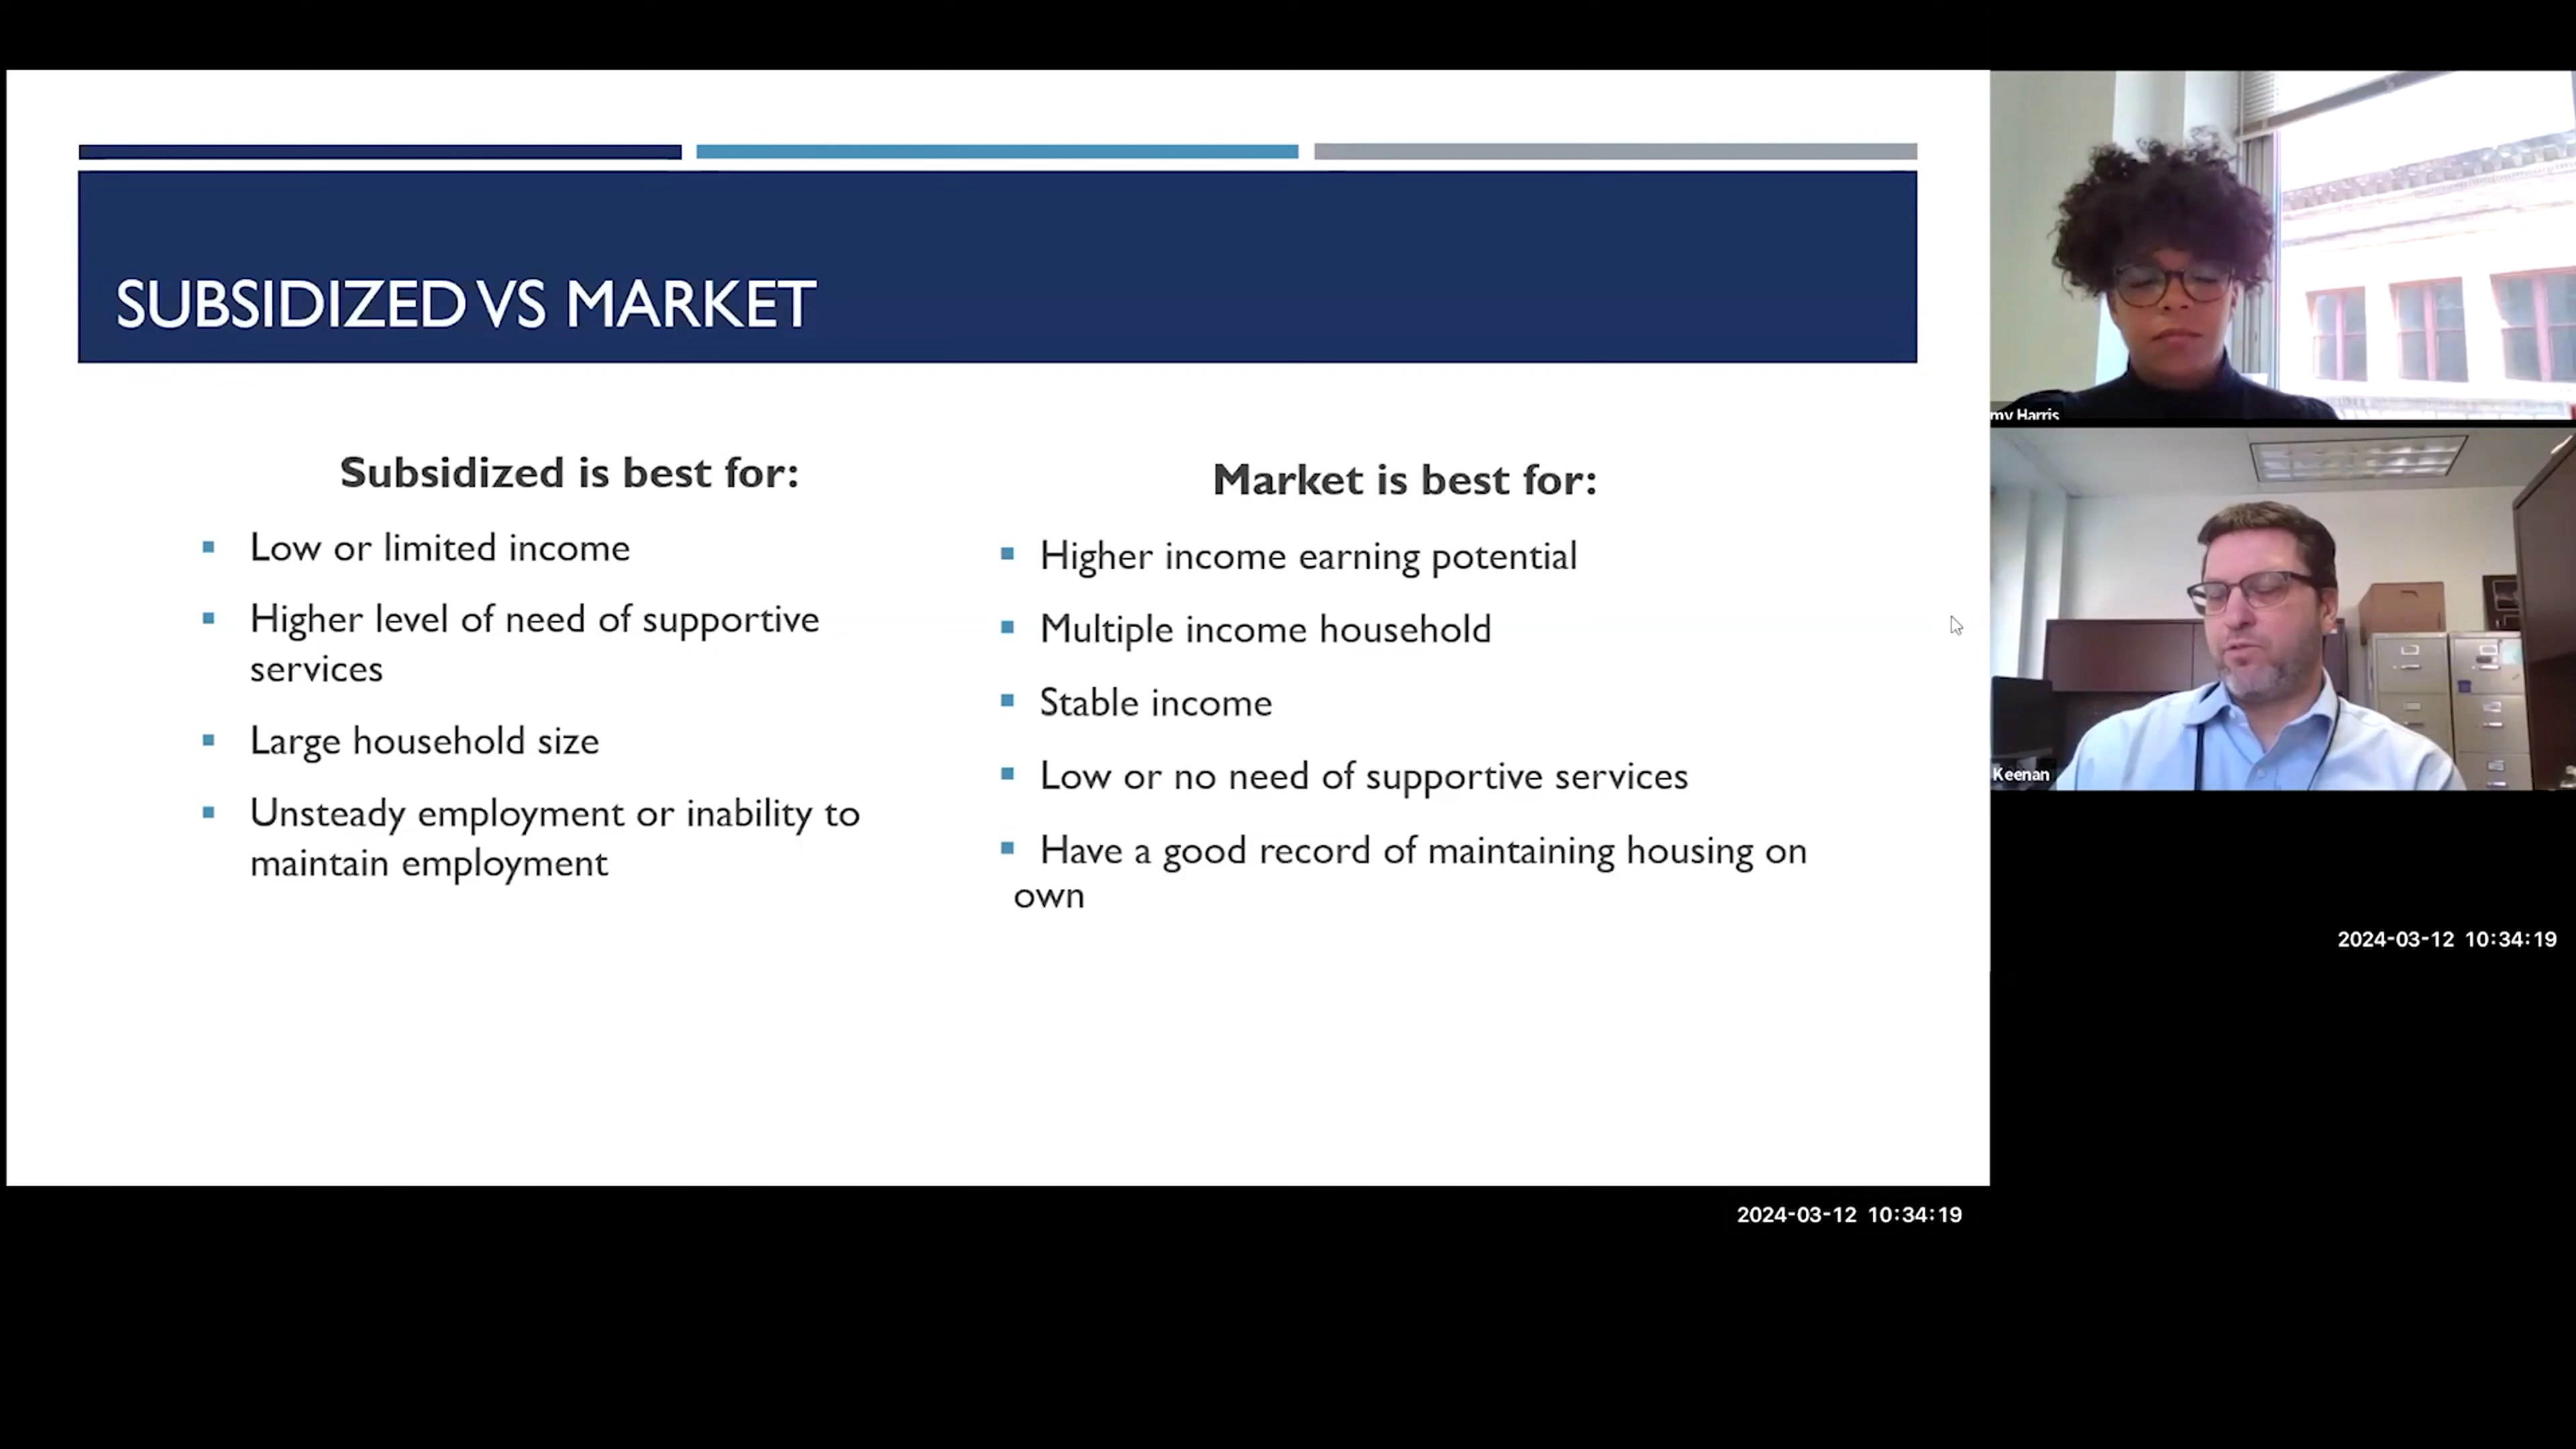 SUBSIDIZED VS MARKET
Subsidized is best for:
Low or limited income
Higher level of need of supportive
services
Large household size
Unsteady employment or inability to
maintain employment
Market is best for:
Higher income earning potential
Multiple income household
Stable income
Low or no need of supportive services
Have a good record of maintaining housing on
own
my Harris
Keenan
2024-03-12 10:34:19
2024-03-12 10:34:19